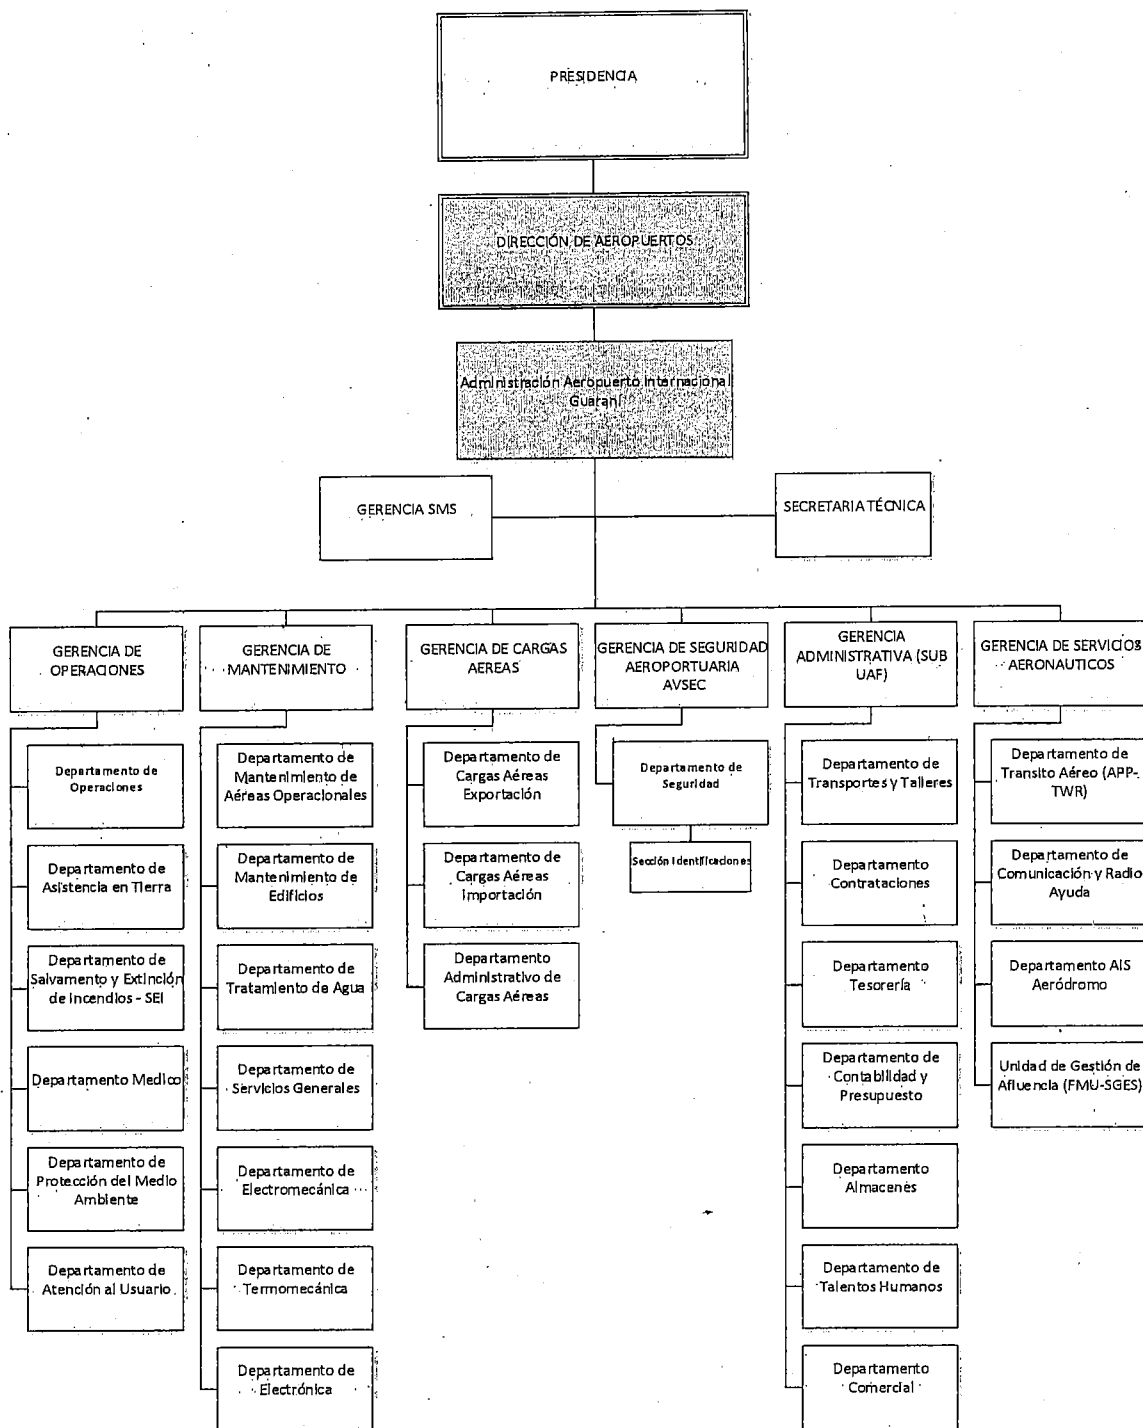 PRESIDENCIA
DIRECCIÓN DE AEROPUERTOS
Administración Aeropuerto Internacional
Guaraní
GERENCIA SMS
SECRETARIA TÉCNICA
GERENCIA DE
OPERACIONES
GERENCIA DE
MANTENIMIENTO
GERENCIA DE CARGAS
AEREAS
GERENCIA DE SEGURIDAD
AEROPORTUARIA
AVSEC
GERENCIA
ADMINISTRATIVA (SUB
UAF)
GERENCIA DE SERVICIOS
AERONAUTICOS
Departamento de
Operaciones
Departamento de
Asistencia en Tierra
Departamento de
Salvamento y Extinción
de Incendios - SEI
Departamento Medico
Departamento de
Protección del Medio
Ambiente
Departamento de
Atención al Usuario
Departamento de
Mantenimiento de
Aéreas Operacionales
Departamento de
Mantenimiento de
Edificios
Departamento de
Tratamiento de Agua
Departamento de
Servicios Generales
Departamento de
Electromecánica
Departamento de
Termomecánica
Departamento de
Electrónica
Departamento de
Cargas Aéreas
Exportación
Departamento de
Cargas Aéreas
Importación
Departamento
Administrativo de
Cargas Aéreas
Departamento de
Seguridad
Sección Identificaciones
Departamento de
Transportes y Talleres
Departamento
Contrataciones
Departamento
Tesorería
Departamento de
Contabilidad y
Presupuesto
Departamento
Almacenes
Departamento de
Talentos Humanos
Departamento
Comercial
Departamento de
Transito Aéreo (APP-
TWR)
Departamento de
Comunicación y Radio
Ayuda
Departamento AIS
Aeródromo
Unidad de Gestión de
Afluencia (FMU-SGES)